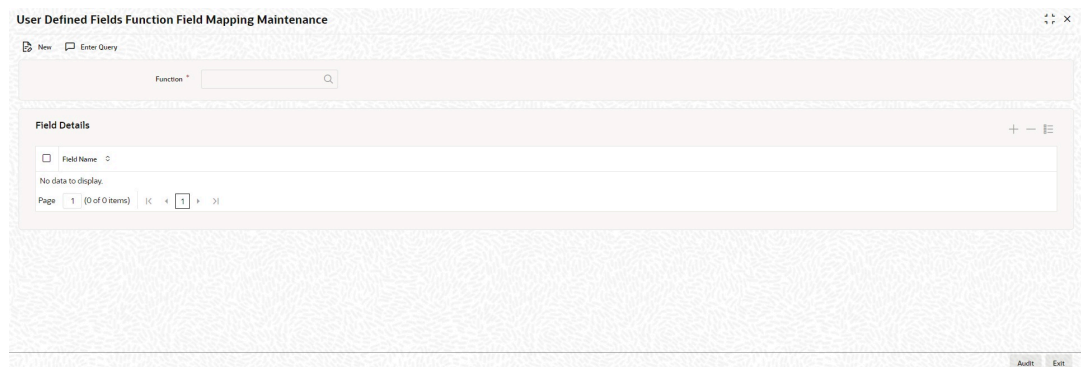 User Defined Fields Function Field Mapping Maintenance
New Enter Query
Function *
Field Details
Field Name
No data to display.
Page 1 (0 of 0 items) 1
Audit Exit